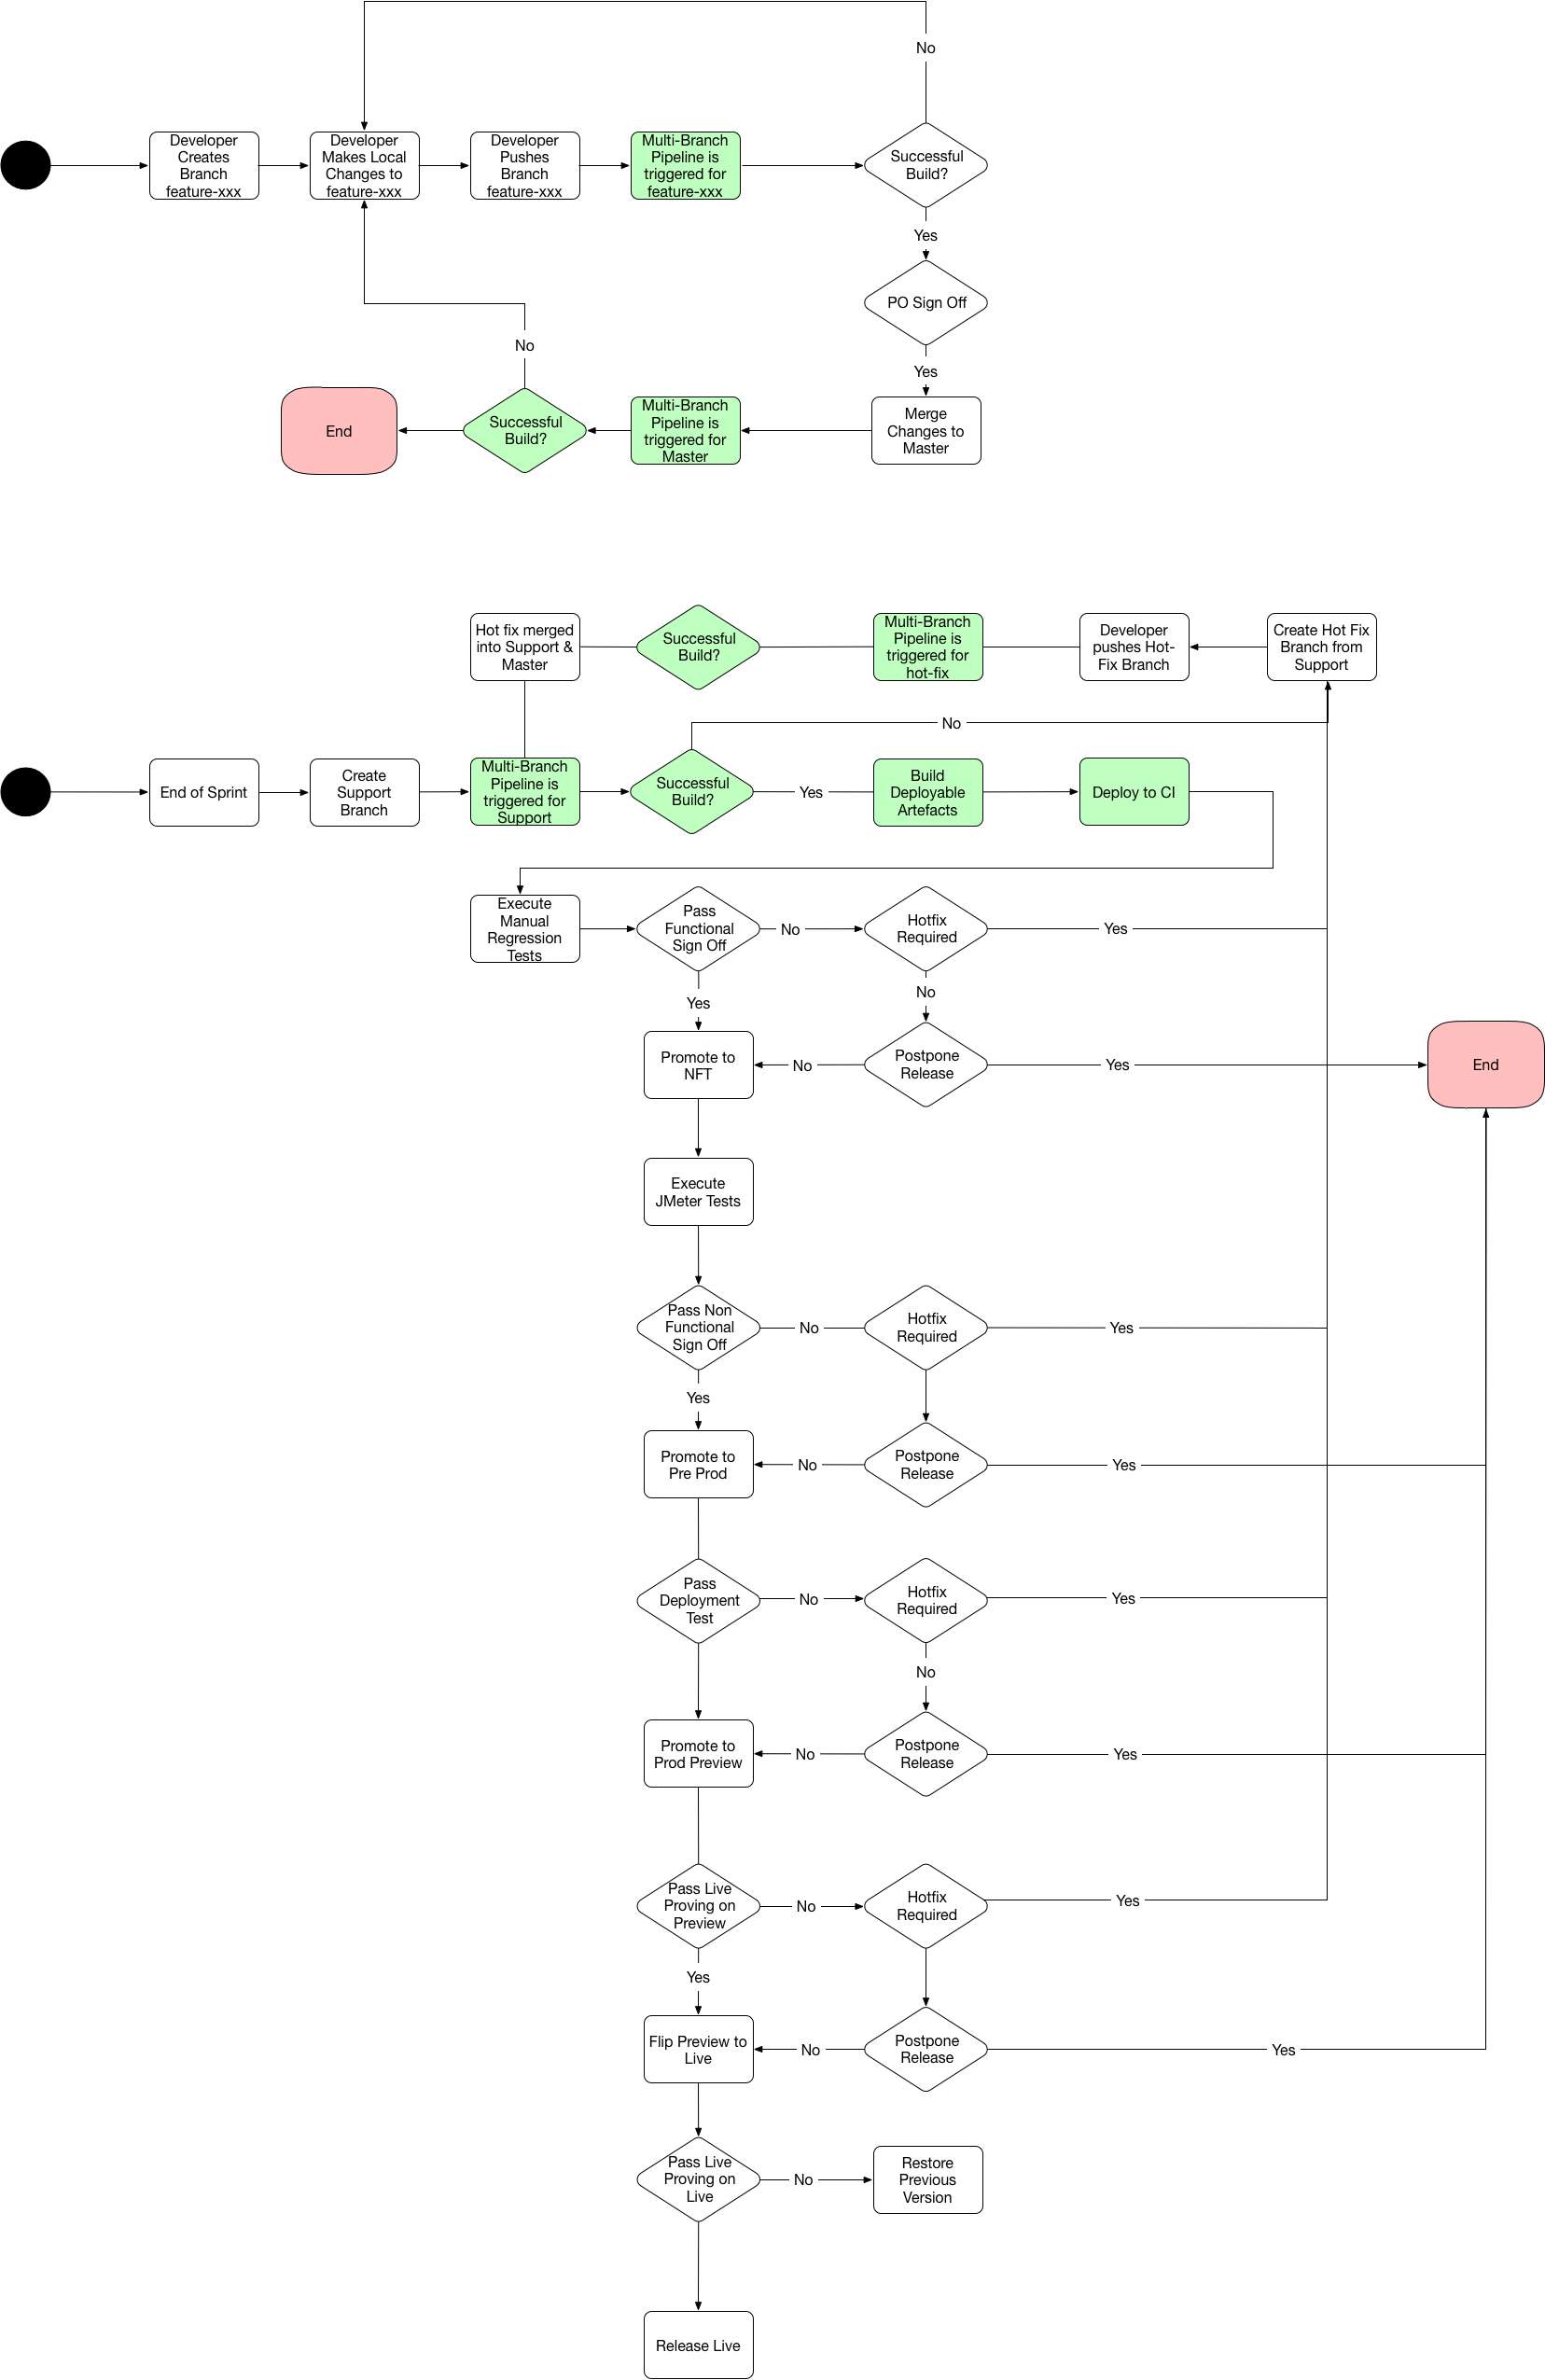 No
Developer
Creates
Branch
feature-xxx
Developer
Makes Local
Changes to
feature-xxx
Developer
Pushes
Branch
feature-xxx
Multi-Branch
Pipeline is
triggered for
feature-xxx
Successful
Build?
Yes
PO Sign Off
No
Yes
End
Successful
Build?
Multi-Branch
Pipeline is
triggered for
Master
Merge
Changes to
Master
Hot fix merged
into Support &
Master
Successful
Build?
Multi-Branch
Pipeline is
triggered for
hot-fix
Developer
pushes Hot-
Fix Branch
Create Hot Fix
Branch from
Support
No
End of Sprint
Create
Support
Branch
Multi-Branch
Pipeline is
triggered for
Support
Successful
Build?
Yes
Build
Deployable
Artefacts
Deploy to CI
Execute
Manual
Regression
Tests
Pass
Functional
Sign Off
No
Hotfix
Required
Yes
Yes
No
Promote to
NFT
No
Postpone
Release
Yes
End
Execute
JMeter Tests
Pass Non
Functional
Sign Off
No
Hotfix
Required
Yes
Yes
Promote to
Pre Prod
No
Postpone
Release
Yes
Pass
Deployment
Test
No
Hotfix
Required
Yes
No
Promote to
Prod Preview
No
Postpone
Release
Yes
Pass Live
Proving on
Preview
No
Hotfix
Required
Yes
Yes
Flip Preview to
Live
No
Postpone
Release
Yes
Pass Live
Proving on
Live
No
Restore
Previous
Version
Release Live